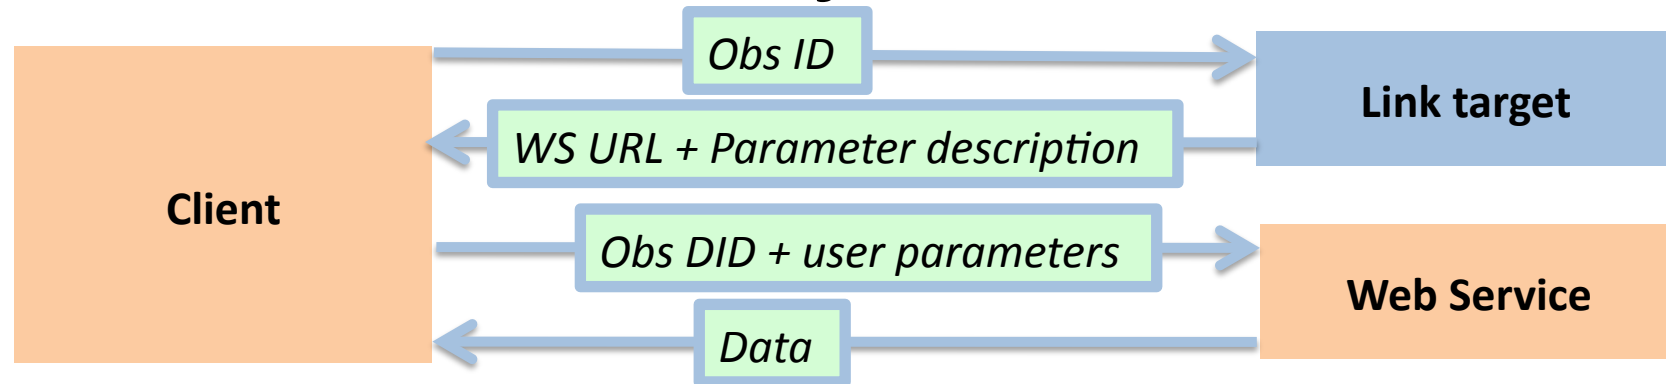 Obs ID
Link target
WS URL + Parameter description
Client
Obs DID + user parameters
Web Service
Data